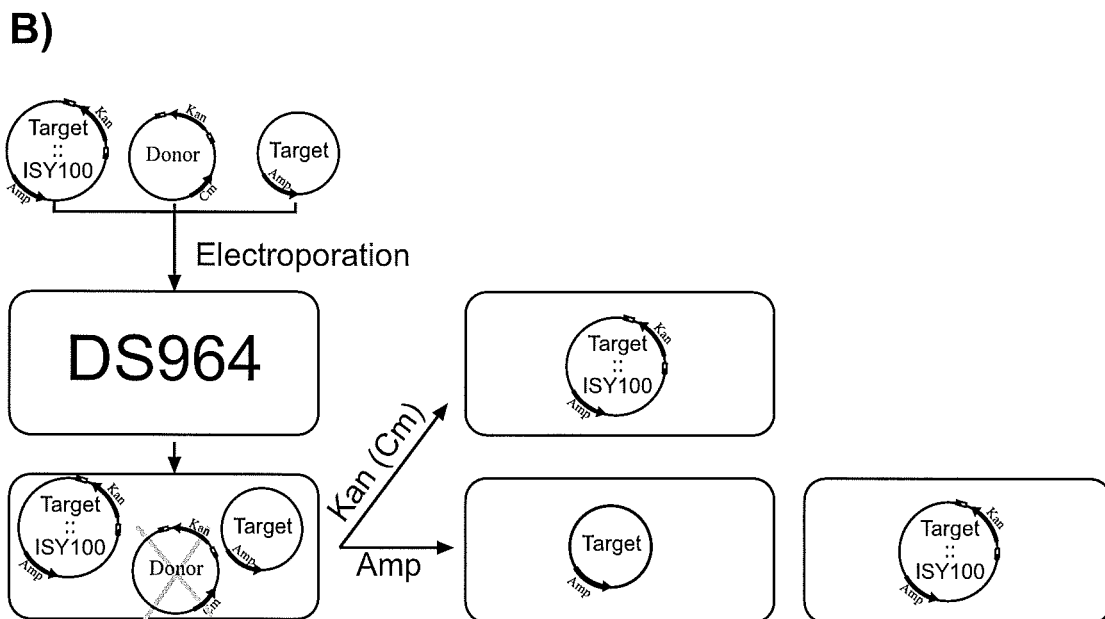 B)
Kan
Target
::
ISY100
Amp
Kan
Donor
Cm
Target
Amp
Electroporation
DS964
Target
::
ISY100
Kan
Amp
Kan
Donor
Cm
Target
Amp
Kan (Cm)
Amp
Target
::
ISY100
Kan
Amp
Target
Amp
Target
::
ISY100
Kan
Amp